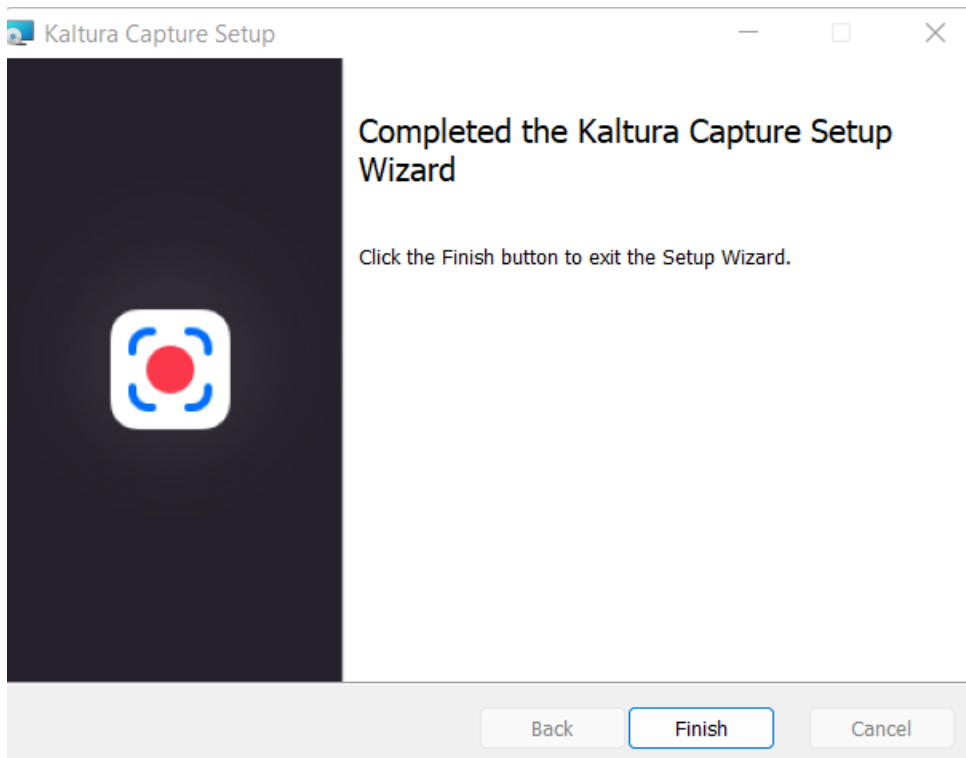 Kaltura Capture Setup
Completed the Kaltura Capture Setup
Wizard
Click the Finish button to exit the Setup Wizard.
Back Finish Cancel